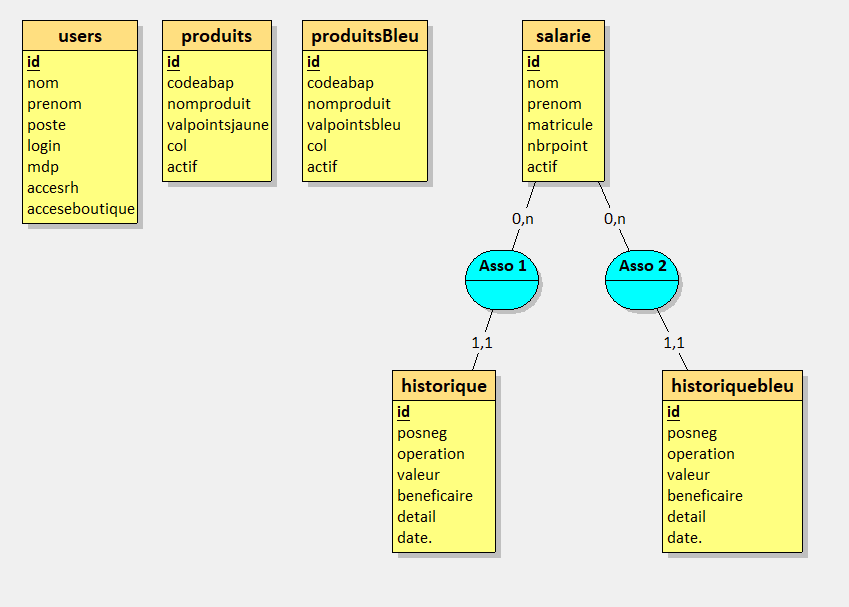 users
id
nom
prenom
poste
login
mdp
accesrh
acceseboutique
produits
id
codeabap
nomproduit
valpointsjaune
col
actif
produitsBleu
id
codeabap
nomproduit
valpointsbleu
col
actif
salarie
id
nom
prenom
matricule
nbrpoint
actif
0,n
0,n
Asso 1
Asso 2
1,1
1,1
historique
id
posneg
operation
valeur
beneficaire
detail
date.
historiquebleu
id
posneg
operation
valeur
beneficaire
detail
date.